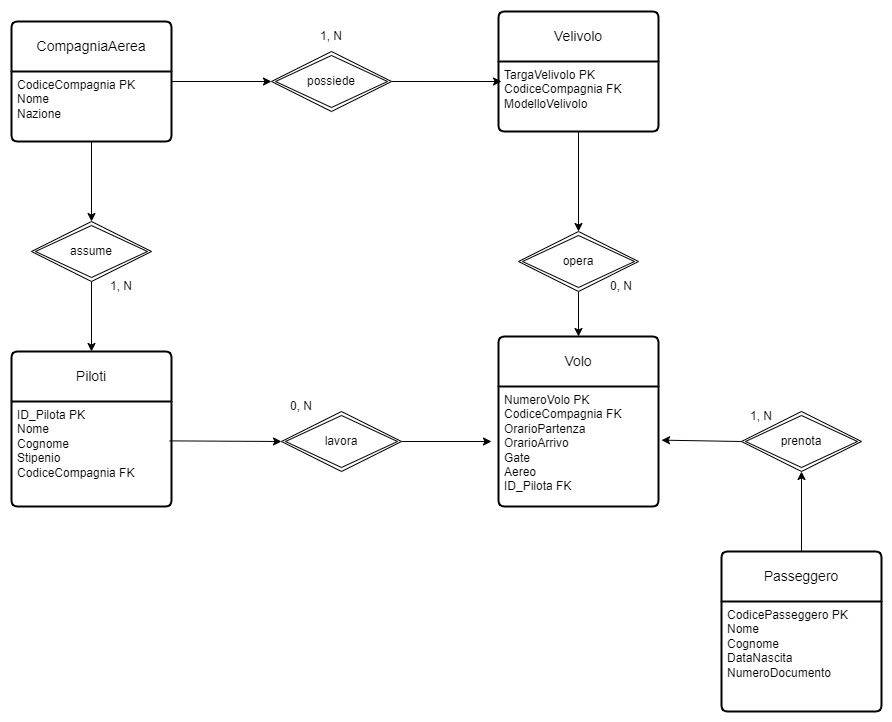 CompagniaAerea
CodiceCompagnia PK
Nome
Nazione
1, N
possiede
Velivolo
TargaVelivolo PK
CodiceCompagnia FK
ModelloVelivolo
assume
1, N
opera
0, N
Piloti
ID_Pilota PK
Nome
Cognome
Stipenio
CodiceCompagnia FK
0, N
lavora
Volo
NumeroVolo PK
CodiceCompagnia FK
OrarioPartenza
OrarioArrivo
Gate
Aereo
ID_Pilota FK
1, N
prenota
Passeggero
CodicePasseggero PK
Nome
Cognome
DataNascita
NumeroDocumento